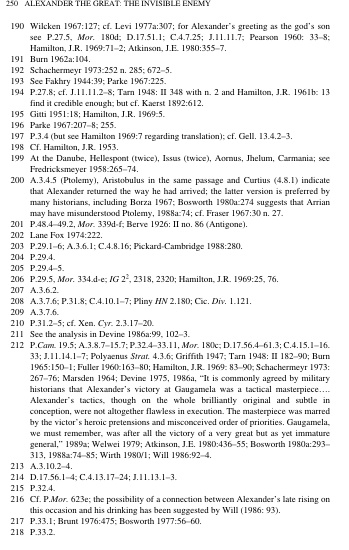 250 ALEXANDER THE GREAT: THE INVISIBLE ENEMY
190 Wilcken 1967:127; cf. Levi 1977a:307; for Alexander's greeting as the god's son
see P.27.5, Mor. 180d; D.17.51.1; C.4.7.25; J.11.11.7; Pearson 1960: 33–8;
Hamilton, J.R. 1969:71–2; Atkinson, J.E. 1980:355–7.
191 Burn 1962a:104.
192 Schachermeyr 1973:252 n. 285; 672–5.
193 See Fakhry 1944:39; Parke 1967:225.
194 P.27.8; cf. J.11.11.2–8; Tarn 1948: II 348 with n. 2 and Hamilton, J.R. 1961b: 13
find it credible enough; but cf. Kaerst 1892:612.
195 Gitti 1951:18; Hamilton, J.R. 1969:5.
196 Parke 1967:207–8; 255.
197 P.3.4 (but see Hamilton 1969:7 regarding translation); cf. Gell. 13.4.2–3.
198 Cf. Hamilton, J.R. 1953.
199 At the Danube, Hellespont (twice), Issus (twice), Aornus, Jhelum, Carmania; see
Fredricksmeyer 1958:265–74.
200 A.3.4.5 (Ptolemy), Aristobulus in the same passage and Curtius (4.8.1) indicate
that Alexander returned the way he had arrived; the latter version is preferred by
many historians, including Borza 1967; Bosworth 1980a:274 suggests that Arrian
may have misunderstood Ptolemy, 1988a:74; cf. Fraser 1967:30 n. 27.
201 P.48.4–49.2, Mor. 339d-f; Berve 1926: II no. 86 (Antigone).
202 Lane Fox 1974:222.
203 P.29.1–6; A.3.6.1; C.4.8.16; Pickard-Cambridge 1988:280.
204 P.29.4.
205 P.29.4–5.
206 P.29.5, Mor. 334.d-e; IG 2², 2318, 2320; Hamilton, J.R. 1969:25, 76.
207 A.3.6.2.
208 A.3.7.6; P.31.8; C.4.10.1–7; Pliny HN 2.180; Cic. Div. 1.121.
209 A.3.7.6.
210 P.31.2–5; cf. Xen. Cyr. 2.3.17–20.
211 See the analysis in Devine 1986a:99, 102–3.
212 P.Cam. 19.5; A.3.8.7–15.7; P.32.4–33.11, Mor. 180c; D.17.56.4–61.3; C.4.15.1–16.
33; J.11.14.1–7; Polyaenus Strat. 4.3.6; Griffith 1947; Tarn 1948: II 182–90; Burn
1965:150–1; Fuller 1960:163–80; Hamilton, J.R. 1969: 83–90; Schachermeyr 1973:
267–76; Marsden 1964; Devine 1975, 1986a, "It is commonly agreed by military
historians that Alexander's victory at Gaugamela was a tactical masterpiece….
Alexander's tactics, though on the whole brilliantly original and subtle in
conception, were not altogether flawless in execution. The masterpiece was marred
by the victor's heroic pretensions and misconceived order of priorities. Gaugamela,
we must remember, was after all the victory of a very great but as yet immature
general," 1989a; Welwei 1979; Atkinson, J.E. 1980:436–55; Bosworth 1980a:293–
313, 1988a:74–85; Wirth 1980/1; Will 1986:92–4.
213 A.3.10.2–4.
214 D.17.56.1–4; C.4.13.17–24; J.11.13.1–3.
215 P.32.4.
216 Cf. P.Mor. 623e; the possibility of a connection between Alexander's late rising on
this occasion and his drinking has been suggested by Will (1986: 93).
217 P.33.1; Brunt 1976:475; Bosworth 1977:56–60.
218 P.33.2.